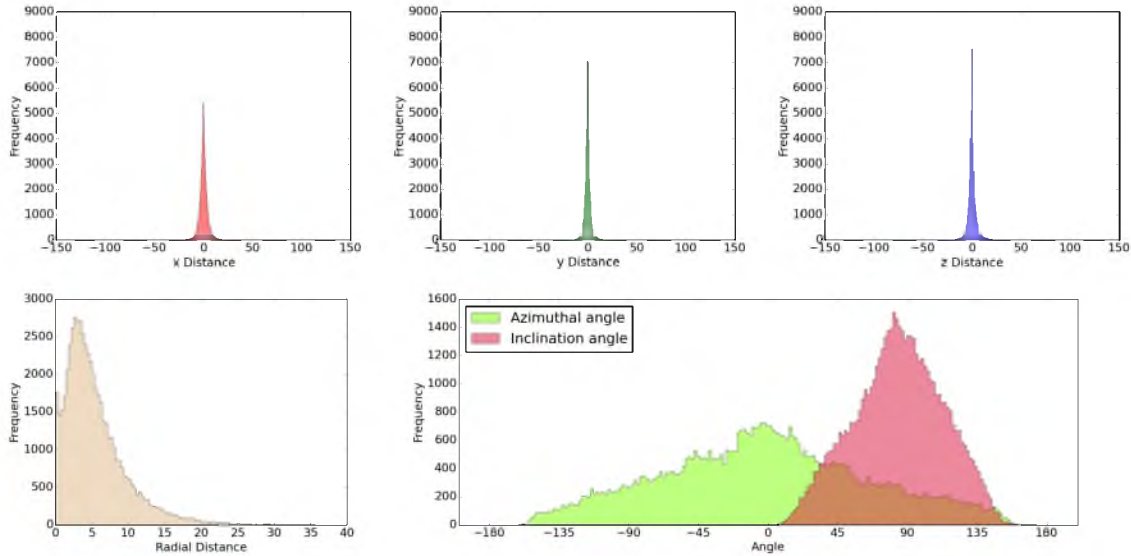 9000
8000
7000
6000
5000
4000
3000
2000
1000
0
Frequency
−150 −100 −50 0 50 100 150
x Distance
9000
8000
7000
6000
5000
4000
3000
2000
1000
0
Frequency
−150 −100 −50 0 50 100 150
y Distance
9000
8000
7000
6000
5000
4000
3000
2000
1000
0
Frequency
−150 −100 −50 0 50 100 150
z Distance
3000
2500
2000
1500
1000
500
0
Frequency
0 5 10 15 20 25 30 35 40
Radial Distance
1600
1400
1200
1000
800
600
400
200
0
Frequency
Azimuthal angle
Inclination angle
−180 −135 −90 −45 0 45 90 135 180
Angle